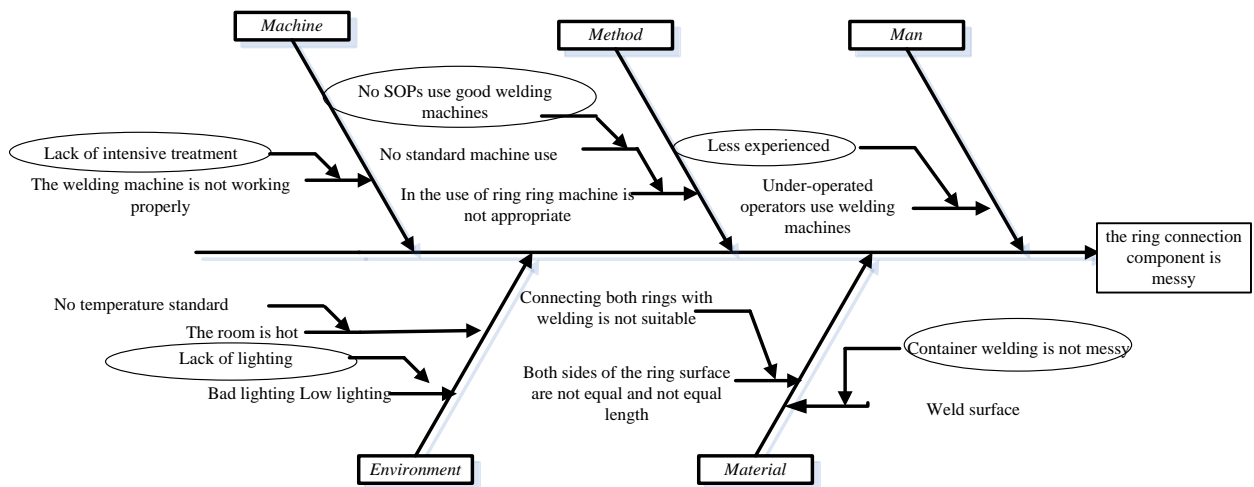 Machine
Method
Man
No SOPs use good welding
machines
Lack of intensive treatment
The welding machine is not working
properly
No standard machine use
In the use of ring ring machine is
not appropriate
Less experienced
Under-operated
operators use welding
machines
the ring connection
component is
messy
No temperature standard
The room is hot
Lack of lighting
Bad lighting Low lighting
Connecting both rings with
welding is not suitable
Both sides of the ring surface
are not equal and not equal
length
Container welding is not messy
Weld surface
Environment
Material